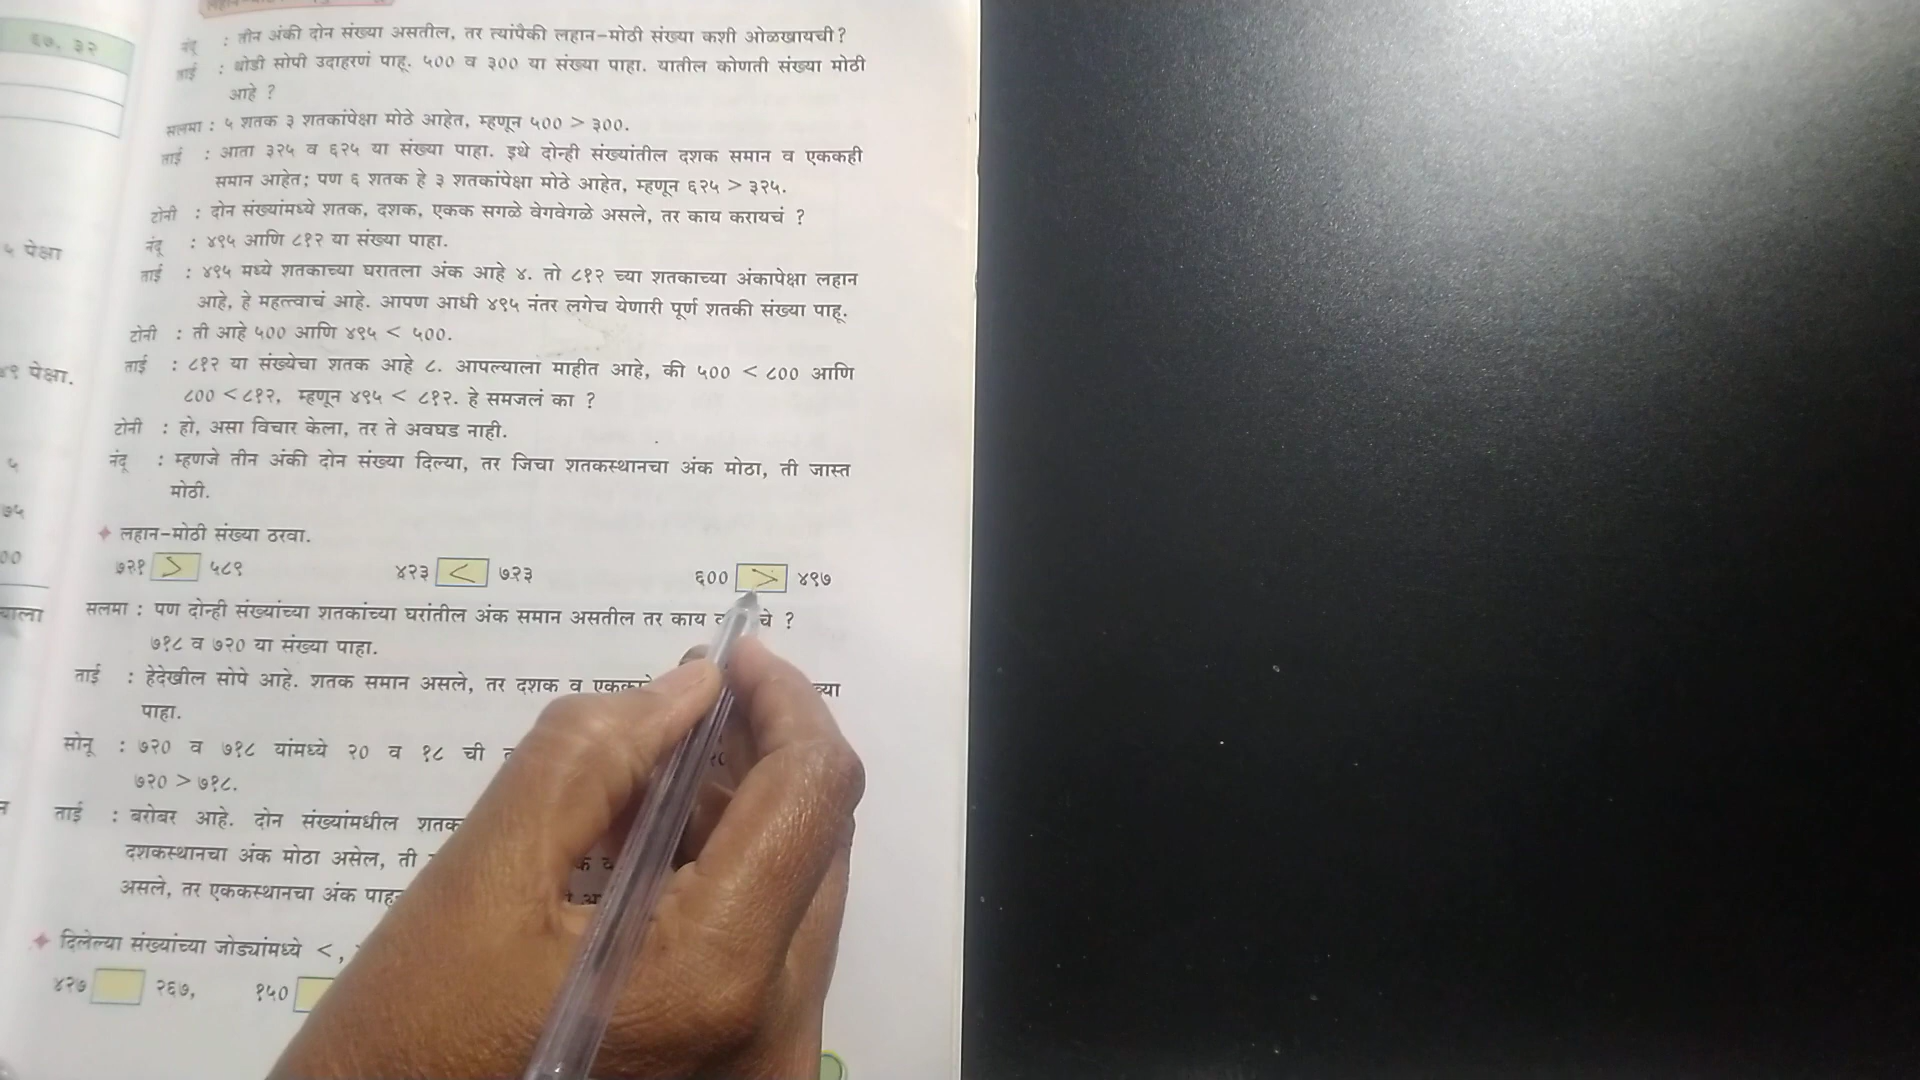 ६७, ३२
नंदू : तीन अंकी दोन संख्या असतील, तर त्यांपैकी लहान-मोठी संख्या कशी ओळखायची?
ताई : थोडी सोपी उदाहरणं पाहू. ५०० व ३०० या संख्या पाहा. यातील कोणती संख्या मोठी
आहे ?
सलमा : ५ शतक ३ शतकांपेक्षा मोठे आहेत, म्हणून ५०० > ३००.
ताई : आता ३२५ व ६२५ या संख्या पाहा. इथे दोन्ही संख्यांतील दशक समान व एककही
समान आहेत; पण ६ शतक हे ३ शतकांपेक्षा मोठे आहेत, म्हणून ६२५ > ३२५.
टोनी : दोन संख्यांमध्ये शतक, दशक, एकक सगळे वेगवेगळे असले, तर काय करायचं ?
नंदू : ४९५ आणि ८१२ या संख्या पाहा.
५ पेक्षा
ताई : ४९५ मध्ये शतकाच्या घरातला अंक आहे ४. तो ८१२ च्या शतकाच्या अंकापेक्षा लहान
आहे, हे महत्त्वाचं आहे. आपण आधी ४९५ नंतर लगेच येणारी पूर्ण शतकी संख्या पाहू.
टोनी : ती आहे ५०० आणि ४९५ < ५००.
ताई : ८१२ या संख्येचा शतक आहे ८. आपल्याला माहीत आहे, की ५०० < ८०० आणि
पेक्षा.
८०० < ८१२, म्हणून ४९५ < ८१२. हे समजलं का ?
टोनी : हो, असा विचार केला, तर ते अवघड नाही.
नंदू : म्हणजे तीन अंकी दोन संख्या दिल्या, तर जिचा शतकस्थानचा अंक मोठा, ती जास्त
५
मोठी.
७५
लहान-मोठी संख्या ठरवा.
००
७२१ > ५८९ ४२३ < ७२३ ६०० > ४९७
सलमा : पण दोन्ही संख्यांच्या शतकांच्या घरांतील अंक समान असतील तर काय चे ?
७१८ व ७२० या संख्या पाहा.
ताई : हेदेखील सोपे आहे. शतक समान असले, तर दशक व
पाहा.
सोनू : ७२० व ७१८ यांमध्ये २० व १८ ची
७२० > ७१८.
ताई : बरोबर आहे. दोन संख्यांमधील शतक
दशकस्थानचा अंक मोठा असेल, ती
असले, तर एककस्थानचा अंक
दिलेल्या संख्यांच्या जोड्यांमध्ये <,
४२७ २६७, १५०